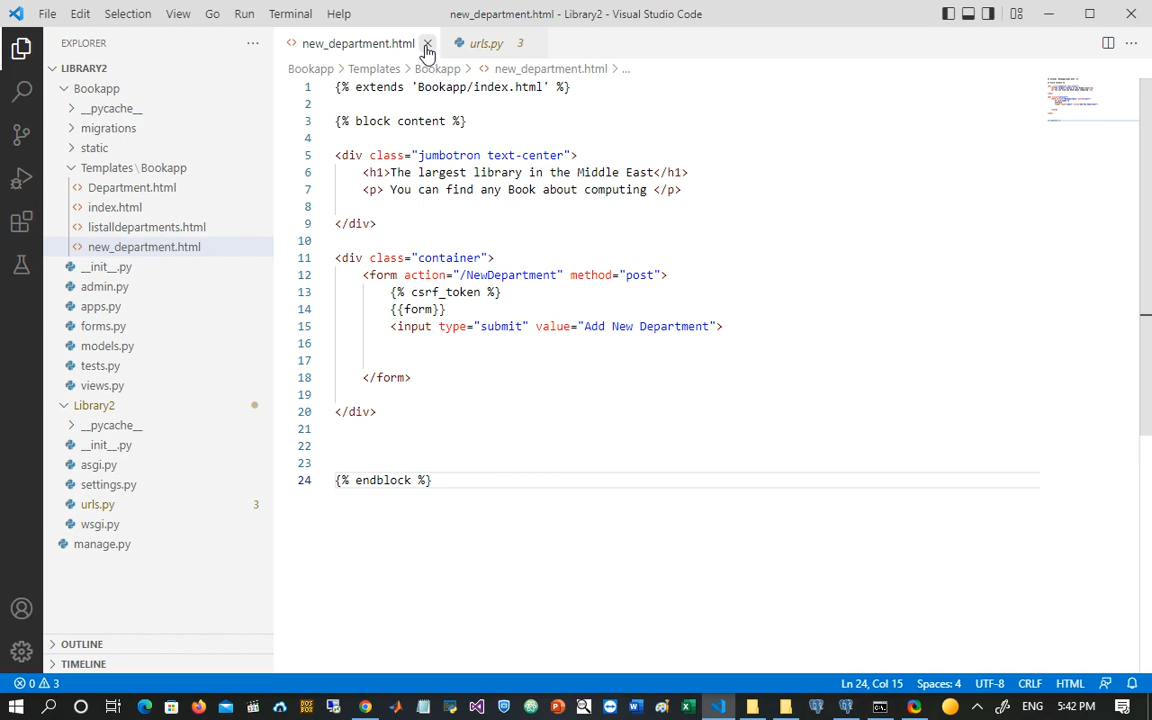 File Edit Selection View Go Run Terminal Help new_department.html - Library2 - Visual Studio Code
EXPLORER
new_department.html
urls.py 3
LIBRARY2
Bookapp > Templates > Bookapp > <> new_department.html > ...
Bookapp
__pycache__
migrations
static
Templates\Bookapp
Department.html
index.html
listalldepartments.html
new_department.html
__init__.py
admin.py
apps.py
forms.py
models.py
tests.py
views.py
Library2
__pycache__
__init__.py
asgi.py
settings.py
urls.py 3
wsgi.py
manage.py
OUTLINE
TIMELINE
1 {% extends 'Bookapp/index.html' %}
2
3 {% block content %}
4
5 <div class="jumbotron text-center">
6 <h1>The largest library in the Middle East</h1>
7 <p> You can find any Book about computing </p>
8
9 </div>
10
11 <div class="container">
12 <form action="/NewDepartment" method="post">
13 {% csrf_token %}
14 {{form}}
15 <input type="submit" value="Add New Department">
16
17
18 </form>
19
20 </div>
21
22
23
24 {% endblock %}
0 3 Ln 24, Col 15 Spaces: 4 UTF-8 CRLF HTML
ENG 5:42 PM